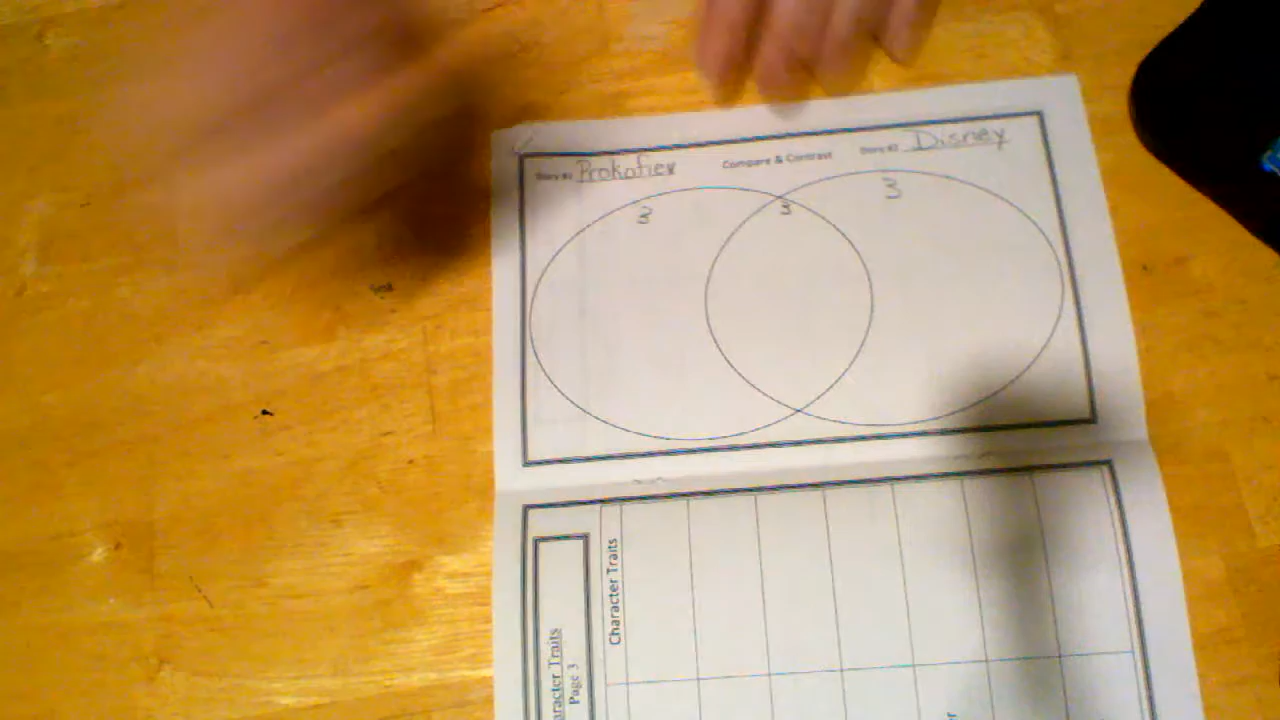 Story #1 Prokofiev Compare & Contrast Story #2 Disney
3 3 3
Character Traits
Page 3
Character Traits